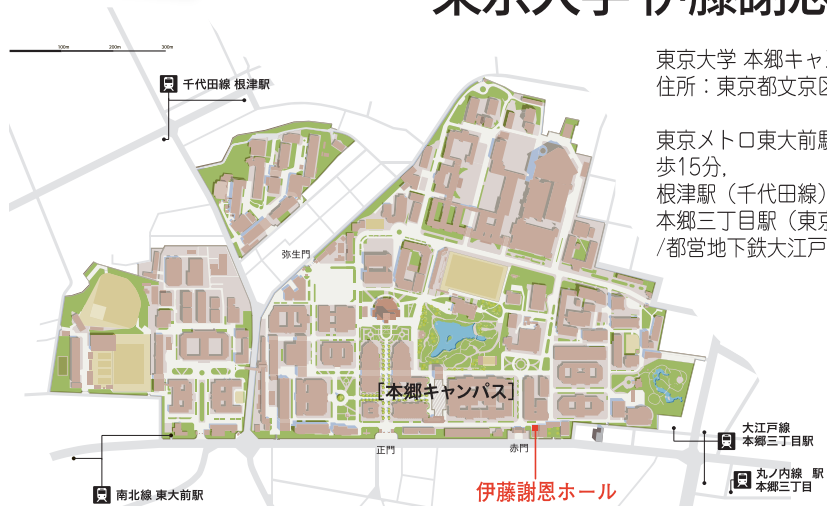 東京大学 伊藤謝恩
100m 200m 300m
東京大学 本郷キャ
住所：東京都文京区
千代田線 根津駅
東京メトロ東大前駅
歩15分,
根津駅（千代田線）
本郷三丁目駅（東京
/都営地下鉄大江戸
弥生門
[本郷キャンパス]
正門
赤門
大江戸線
本郷三丁目駅
丸ノ内線 駅
本郷三丁目
南北線 東大前駅
伊藤謝恩ホール